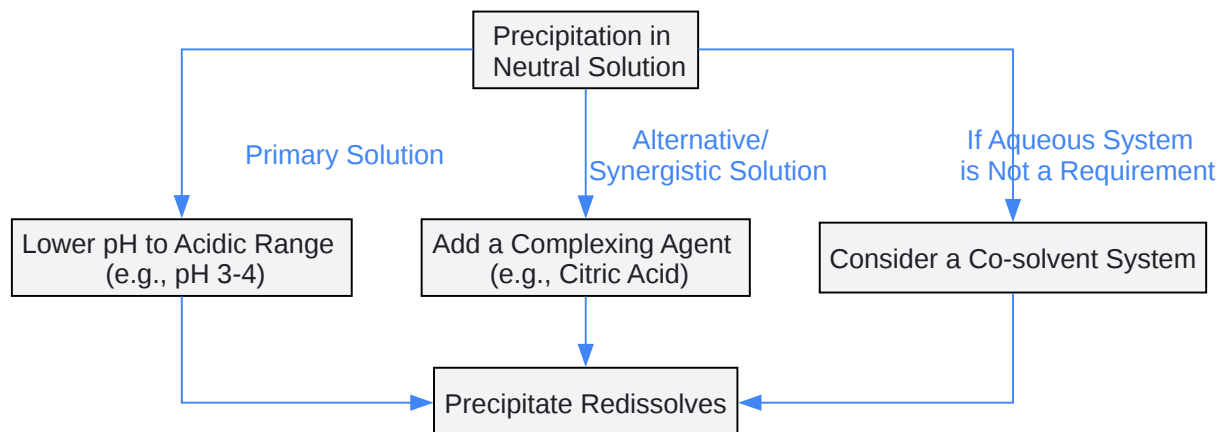 Precipitation in
Neutral Solution
Primary Solution
Alternative/
Synergistic Solution
If Aqueous System
is Not a Requirement
Lower pH to Acidic Range
(e.g., pH 3-4)
Add a Complexing Agent
(e.g., Citric Acid)
Consider a Co-solvent System
Precipitate Redissolves